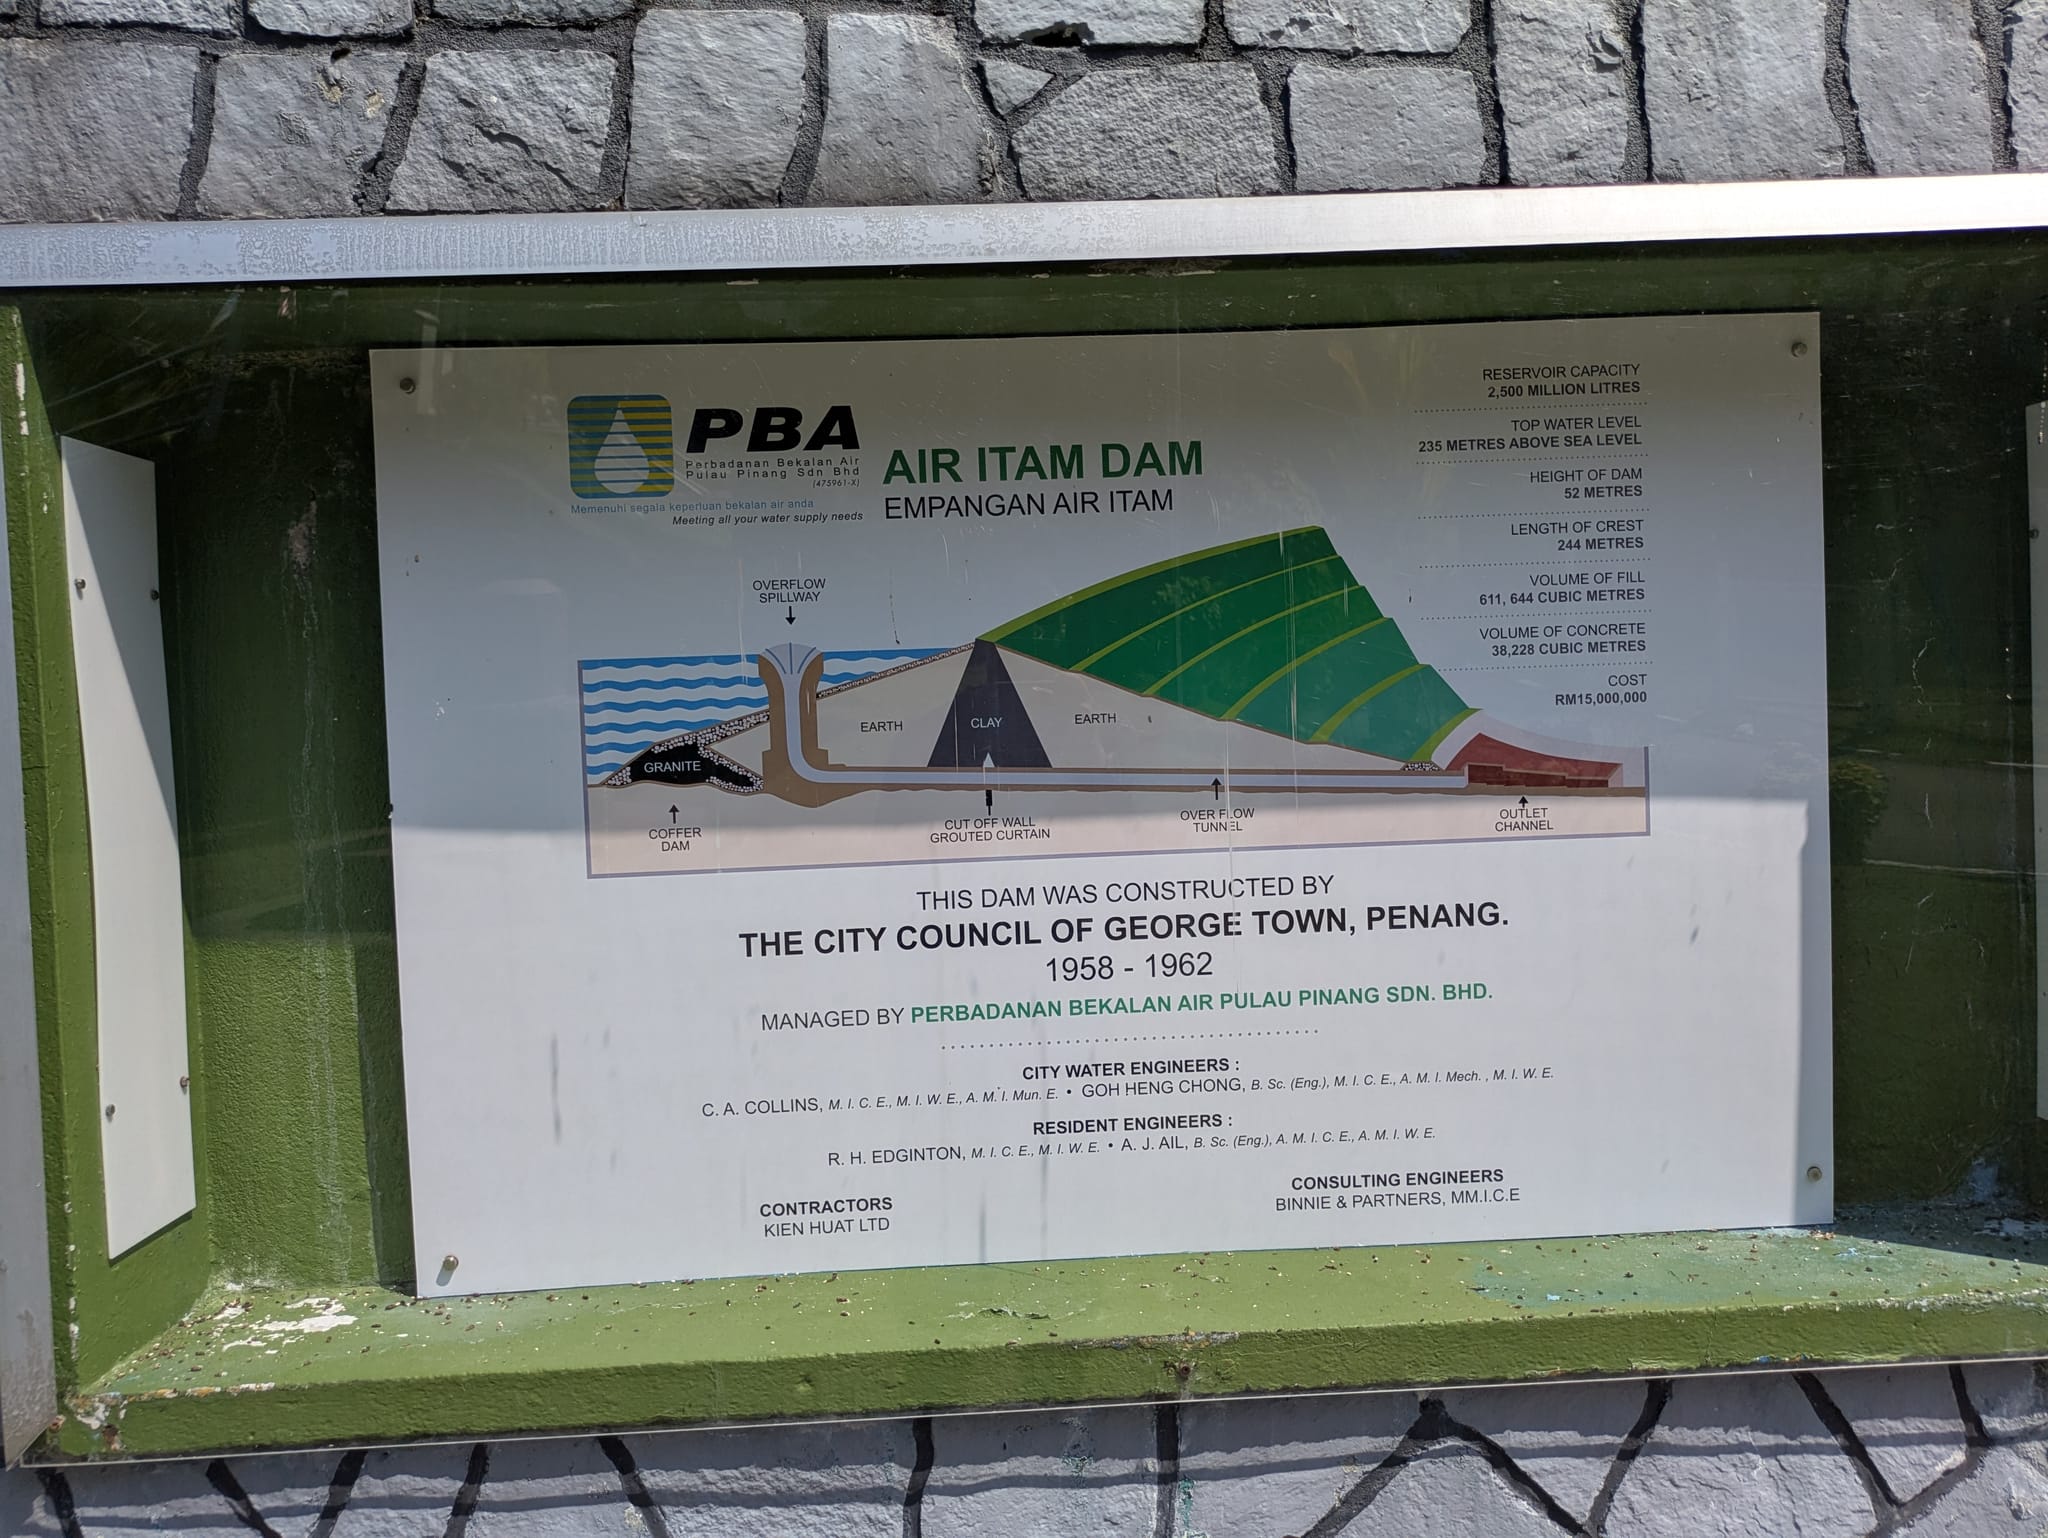 PBA
Perbadanan Bekalan Air
Pulau Pinang Sdn Bhd
(475961-X)
Memenuhi segala keperluan bekalan air anda
Meeting all your water supply needs
AIR ITAM DAM
EMPANGAN AIR ITAM
RESERVOIR CAPACITY
2,500 MILLION LITRES
TOP WATER LEVEL
235 METRES ABOVE SEA LEVEL
HEIGHT OF DAM
52 METRES
LENGTH OF CREST
244 METRES
VOLUME OF FILL
611, 644 CUBIC METRES
VOLUME OF CONCRETE
38,228 CUBIC METRES
COST
RM15,000,000
OVERFLOW
SPILLWAY
EARTH
CLAY
EARTH
GRANITE
COFFER
DAM
CUT OFF WALL
GROUTED CURTAIN
OVER FLOW
TUNNEL
OUTLET
CHANNEL
THIS DAM WAS CONSTRUCTED BY
THE CITY COUNCIL OF GEORGE TOWN, PENANG.
1958 - 1962
MANAGED BY PERBADANAN BEKALAN AIR PULAU PINANG SDN. BHD.
CITY WATER ENGINEERS :
C. A. COLLINS, M. I. C. E., M. I. W. E., A. M. I. Mun. E. • GOH HENG CHONG, B. Sc. (Eng.), M. I. C. E., A. M. I. Mech. , M. I. W. E.
RESIDENT ENGINEERS :
R. H. EDGINTON, M. I. C. E., M. I. W. E. • A. J. AIL, B. Sc. (Eng.), A. M. I. C. E., A. M. I. W. E.
CONTRACTORS
KIEN HUAT LTD
CONSULTING ENGINEERS
BINNIE & PARTNERS, MM.I.C.E